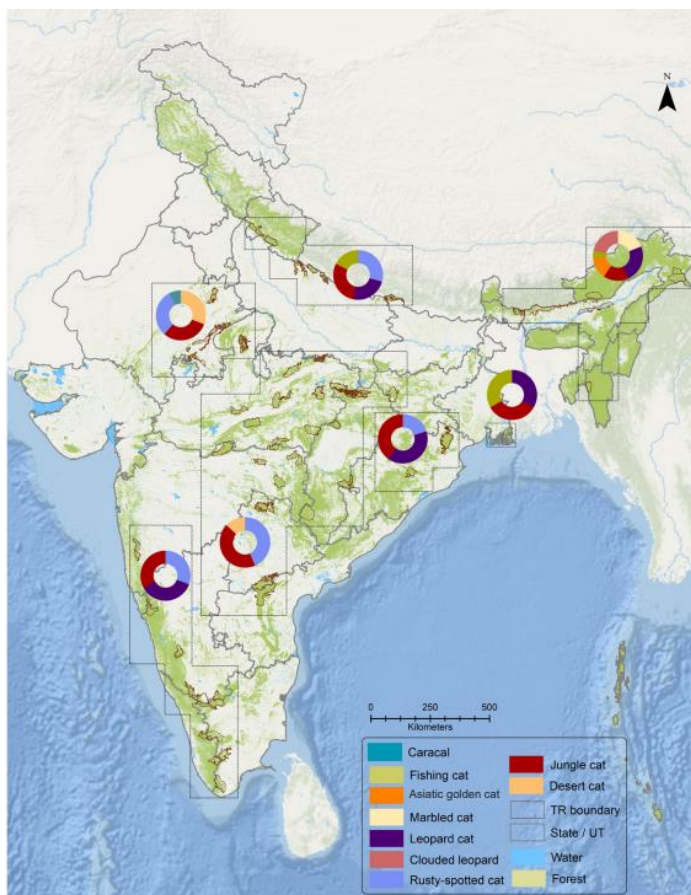 N
0 250 500
Kilometers
Caracal
Fishing cat
Asiatic golden cat
Marbled cat
Leopard cat
Clouded leopard
Rusty-spotted cat
Jungle cat
Desert cat
TR boundary
State / UT
Water
Forest